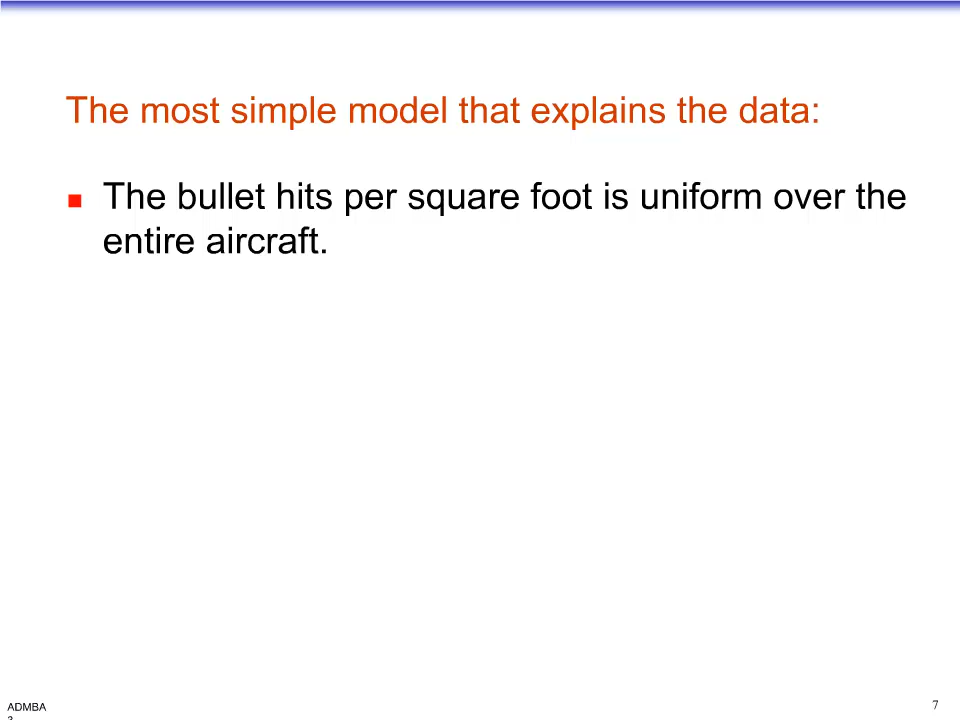 The most simple model that explains the data:
The bullet hits per square foot is uniform over the
entire aircraft.
ADMBA
7